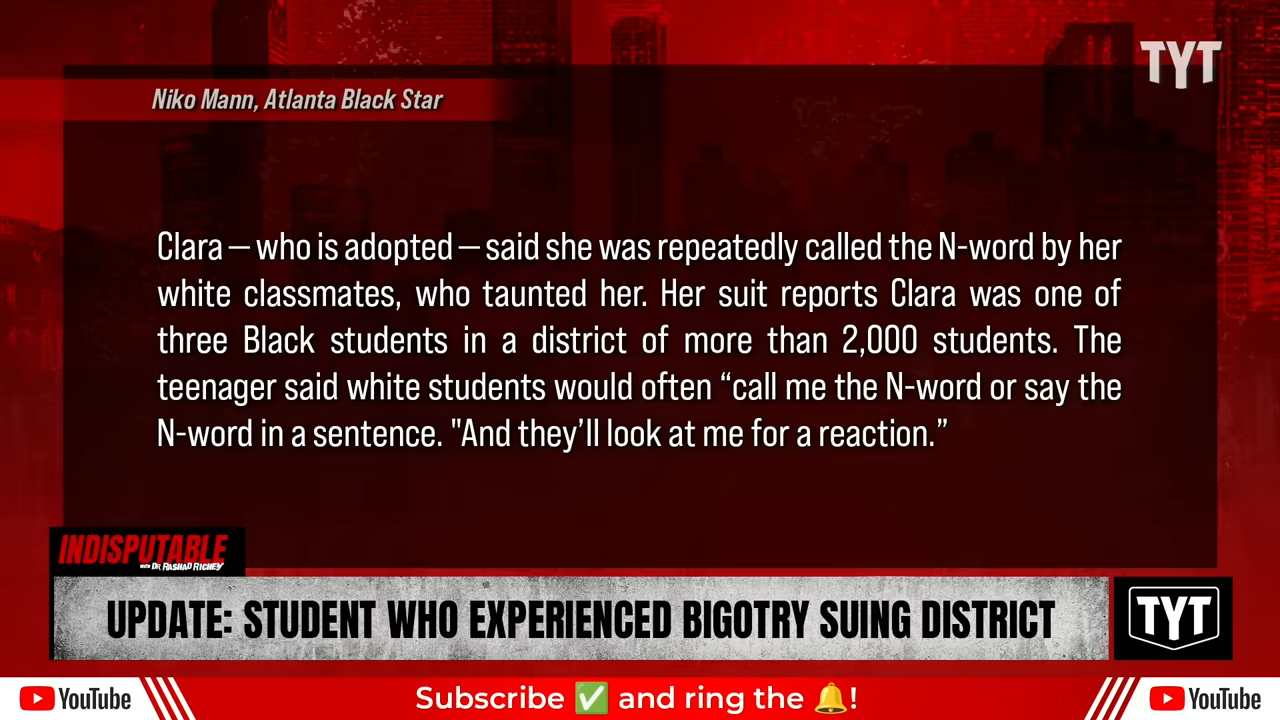 TYT
Niko Mann, Atlanta Black Star
Clara — who is adopted — said she was repeatedly called the N-word by her
white classmates, who taunted her. Her suit reports Clara was one of
three Black students in a district of more than 2,000 students. The
teenager said white students would often “call me the N-word or say the
N-word in a sentence. "And they’ll look at me for a reaction.”
INDISPUTABLE
WITH DR. RASHAD RICHEY
UPDATE: STUDENT WHO EXPERIENCED BIGOTRY SUING DISTRICT
TYT
YouTube
Subscribe ✅ and ring the 🔔!
YouTube